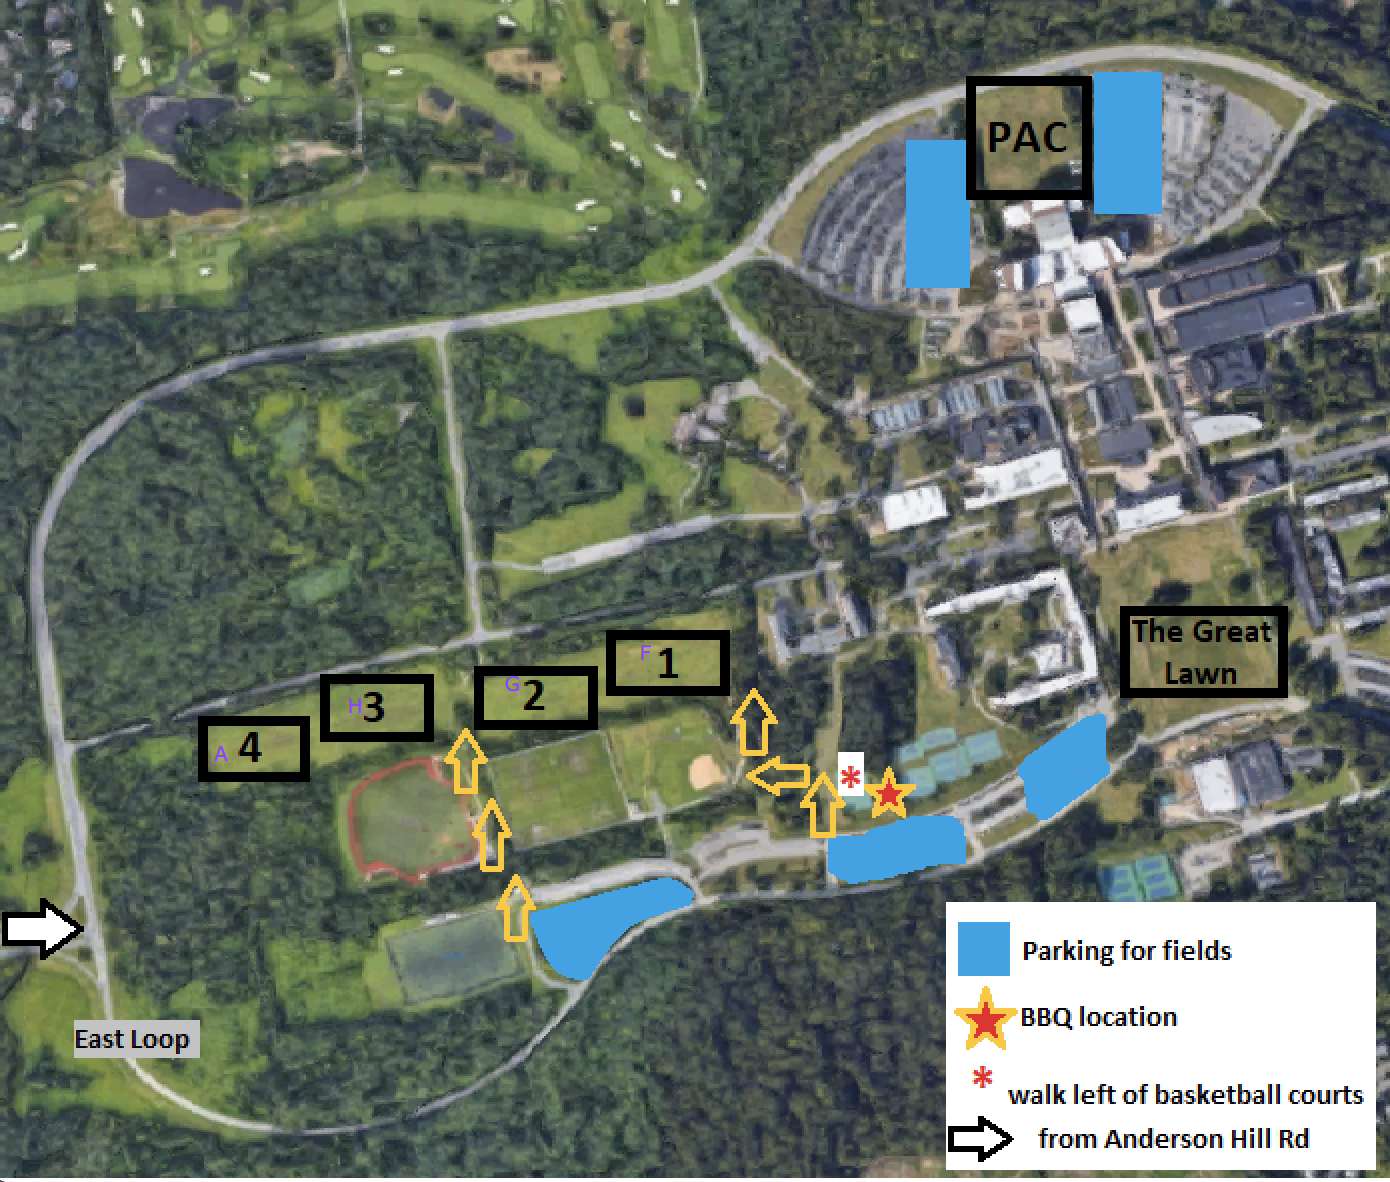 PAC
The Great
Lawn
F 1
G 2
H 3
A 4
*
East Loop
Parking for fields
BBQ location
* walk left of basketball courts
from Anderson Hill Rd